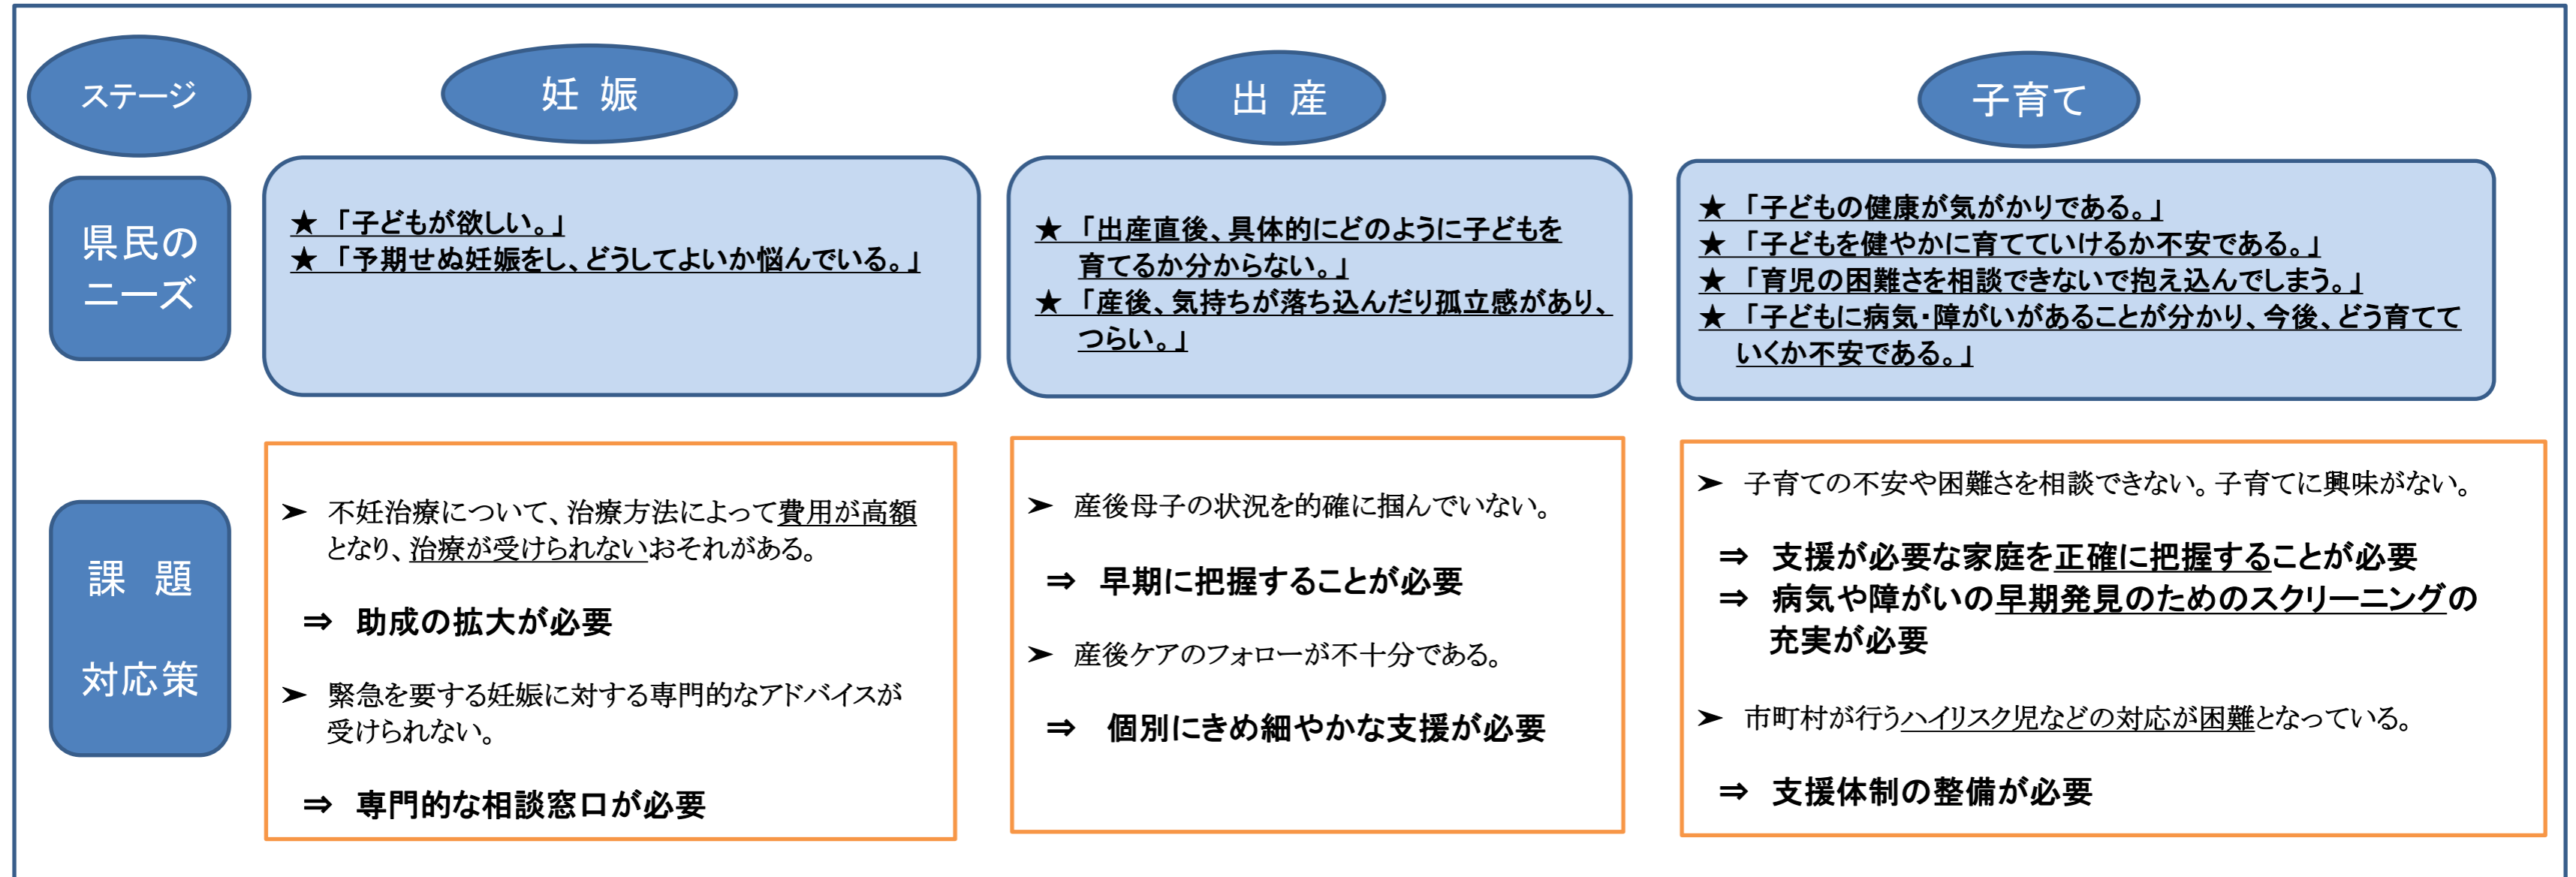 ステージ
妊 娠
出 産
子育て
県民の
ニーズ
★ 「子どもが欲しい。」
★ 「予期せぬ妊娠をし、どうしてよいか悩んでいる。」
★ 「出産直後、具体的にどのように子どもを
育てるか分からない。」
★ 「産後、気持ちが落ち込んだり孤立感があり、
つらい。」
★ 「子どもの健康が気がかりである。」
★ 「子どもを健やかに育てていけるか不安である。」
★ 「育児の困難さを相談できないで抱え込んでしまう。」
★ 「子どもに病気・障がいがあることが分かり、今後、どう育てて
いくか不安である。」
課 題
対応策
➤ 不妊治療について、治療方法によって費用が高額
となり、治療が受けられないおそれがある。
⇒ 助成の拡大が必要
➤ 緊急を要する妊娠に対する専門的なアドバイスが
受けられない。
⇒ 専門的な相談窓口が必要
➤ 産後母子の状況を的確に掴んでいない。
⇒ 早期に把握することが必要
➤ 産後ケアのフォローが不十分である。
⇒ 個別にきめ細やかな支援が必要
➤ 子育ての不安や困難さを相談できない。子育てに興味がない。
⇒ 支援が必要な家庭を正確に把握することが必要
⇒ 病気や障がいの早期発見のためのスクリーニングの
充実が必要
➤ 市町村が行うハイリスク児などの対応が困難となっている。
⇒ 支援体制の整備が必要